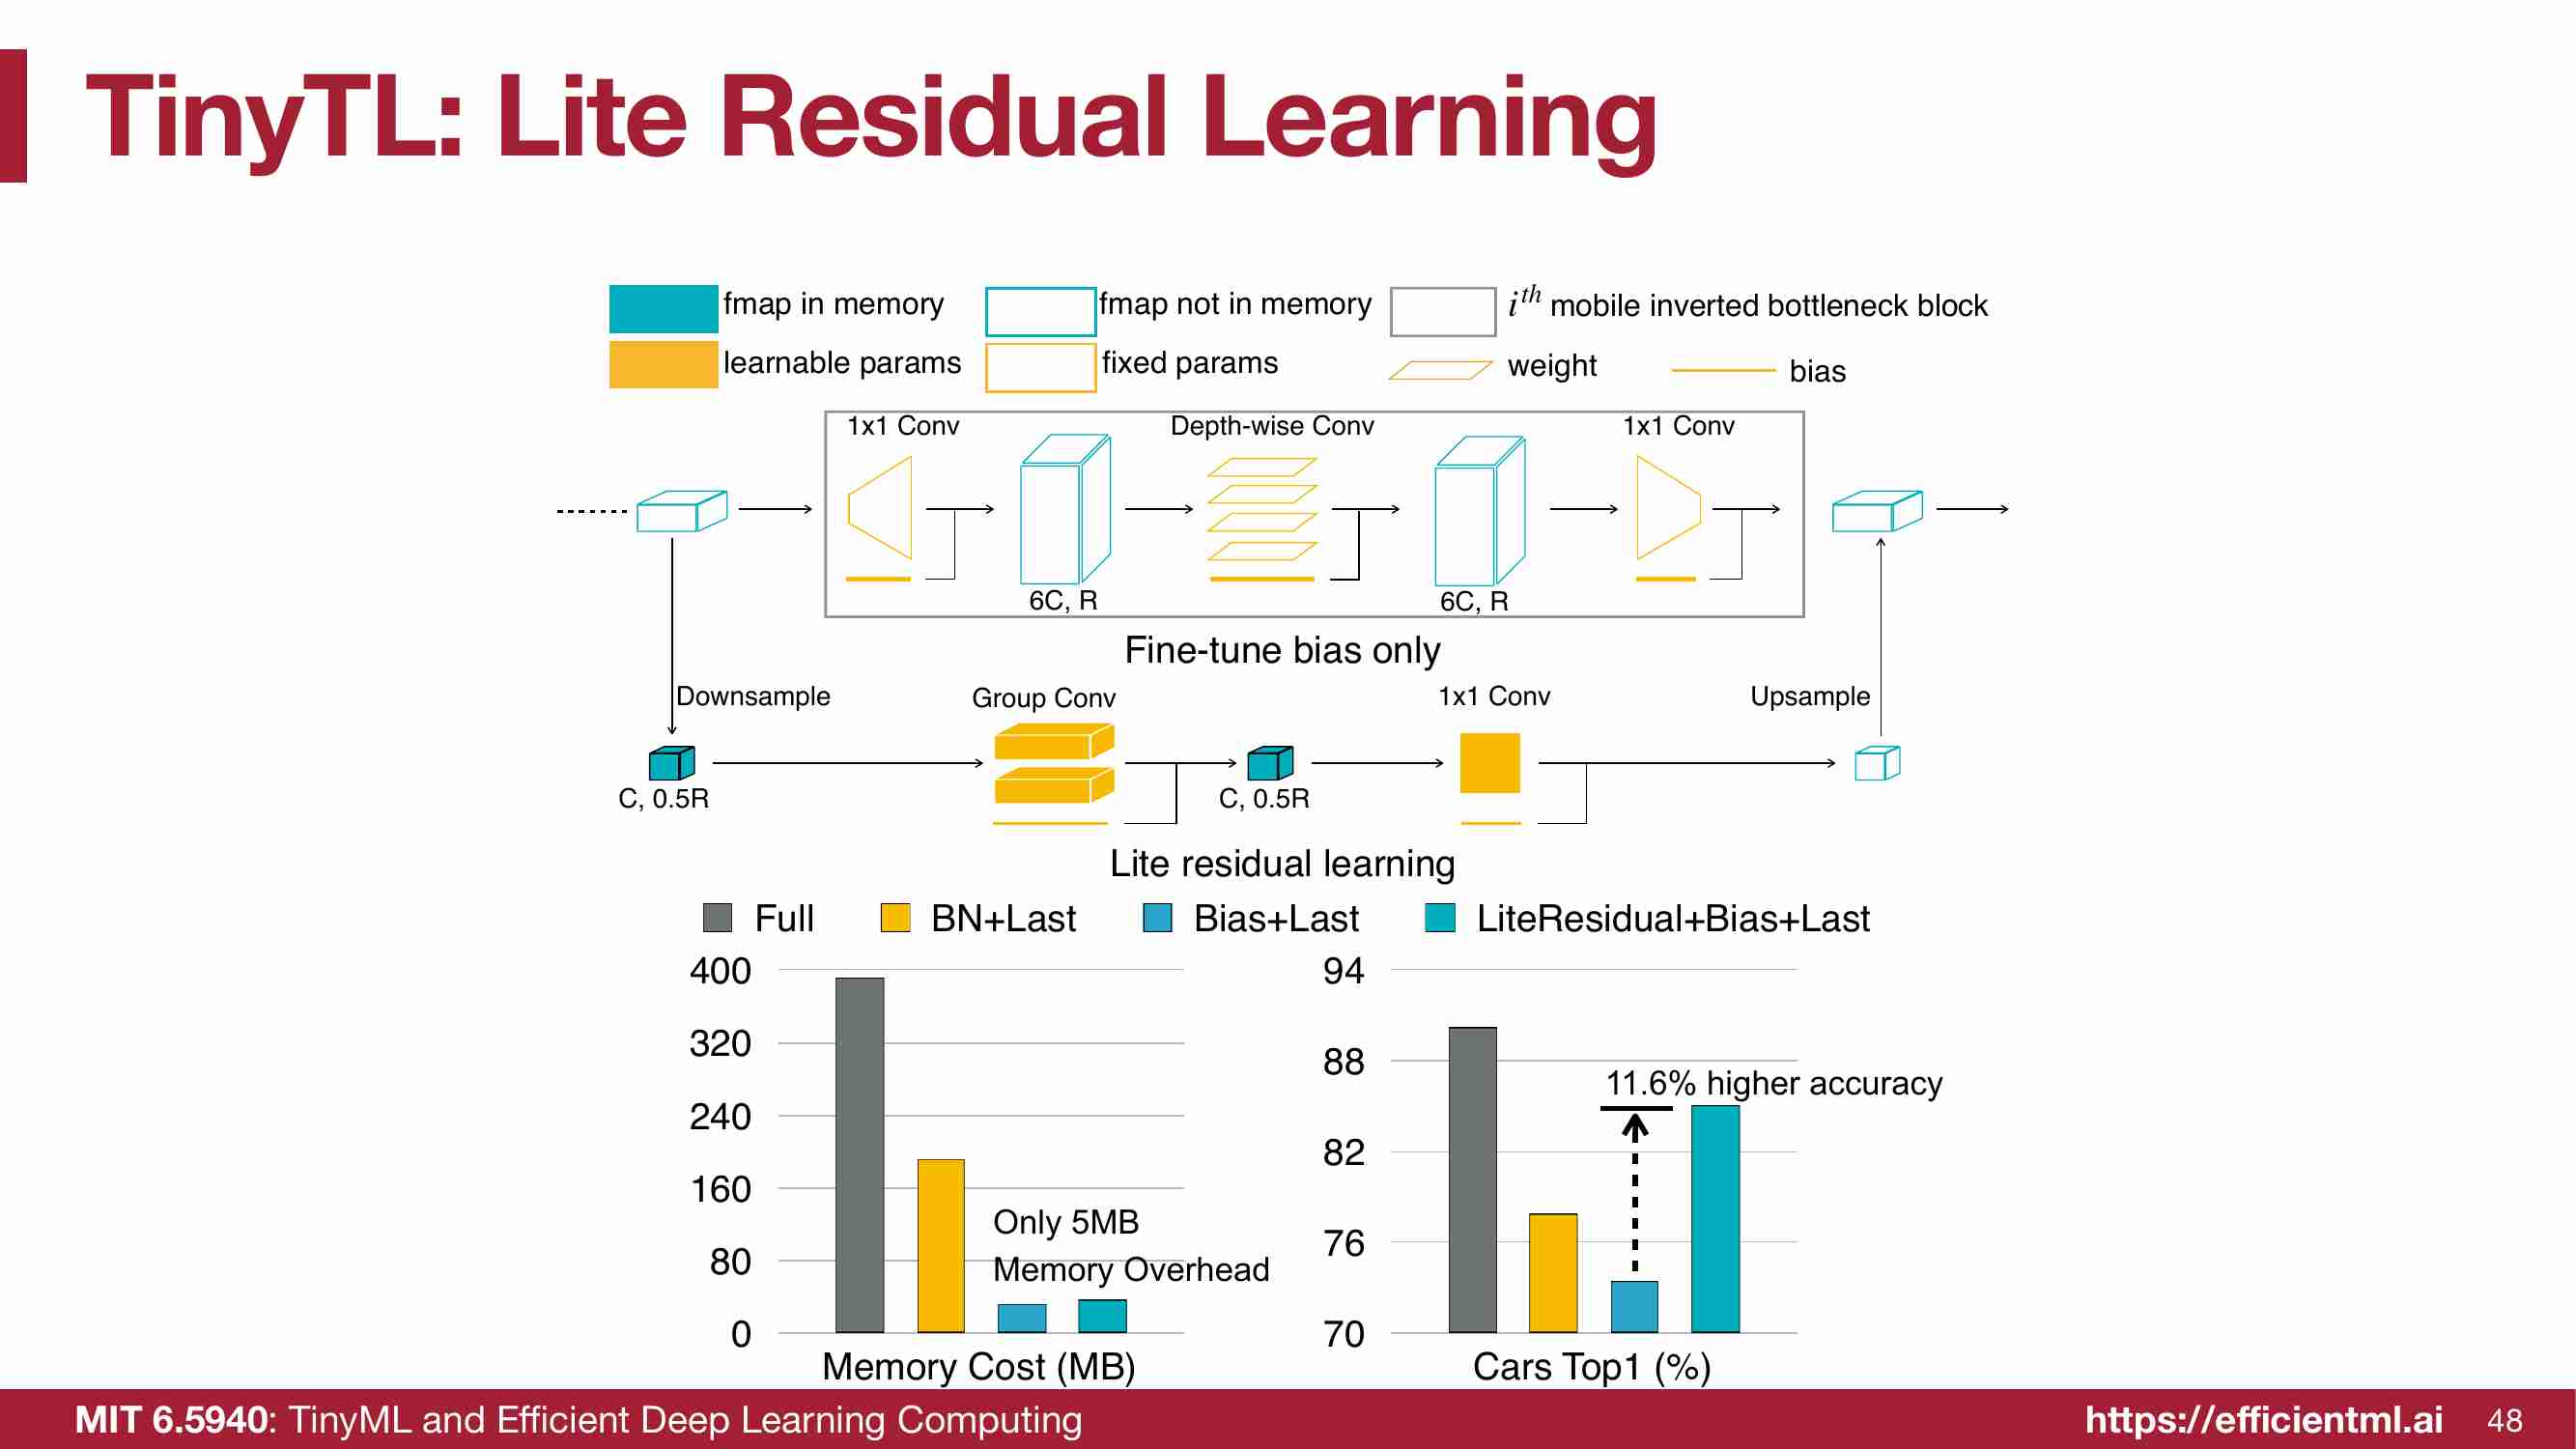 TinyTL: Lite Residual Learning
fmap in memory
fmap not in memory
i^th mobile inverted bottleneck block
learnable params
fixed params
weight
bias
1x1 Conv
Depth-wise Conv
1x1 Conv
6C, R
6C, R
Fine-tune bias only
Downsample
Group Conv
1x1 Conv
Upsample
C, 0.5R
C, 0.5R
Lite residual learning
Full
BN+Last
Bias+Last
LiteResidual+Bias+Last
400
320
240
160
80
0
Only 5MB
Memory Overhead
Memory Cost (MB)
94
88
82
76
70
11.6% higher accuracy
Cars Top1 (%)
MIT 6.5940: TinyML and Efficient Deep Learning Computing
https://efficientml.ai
48